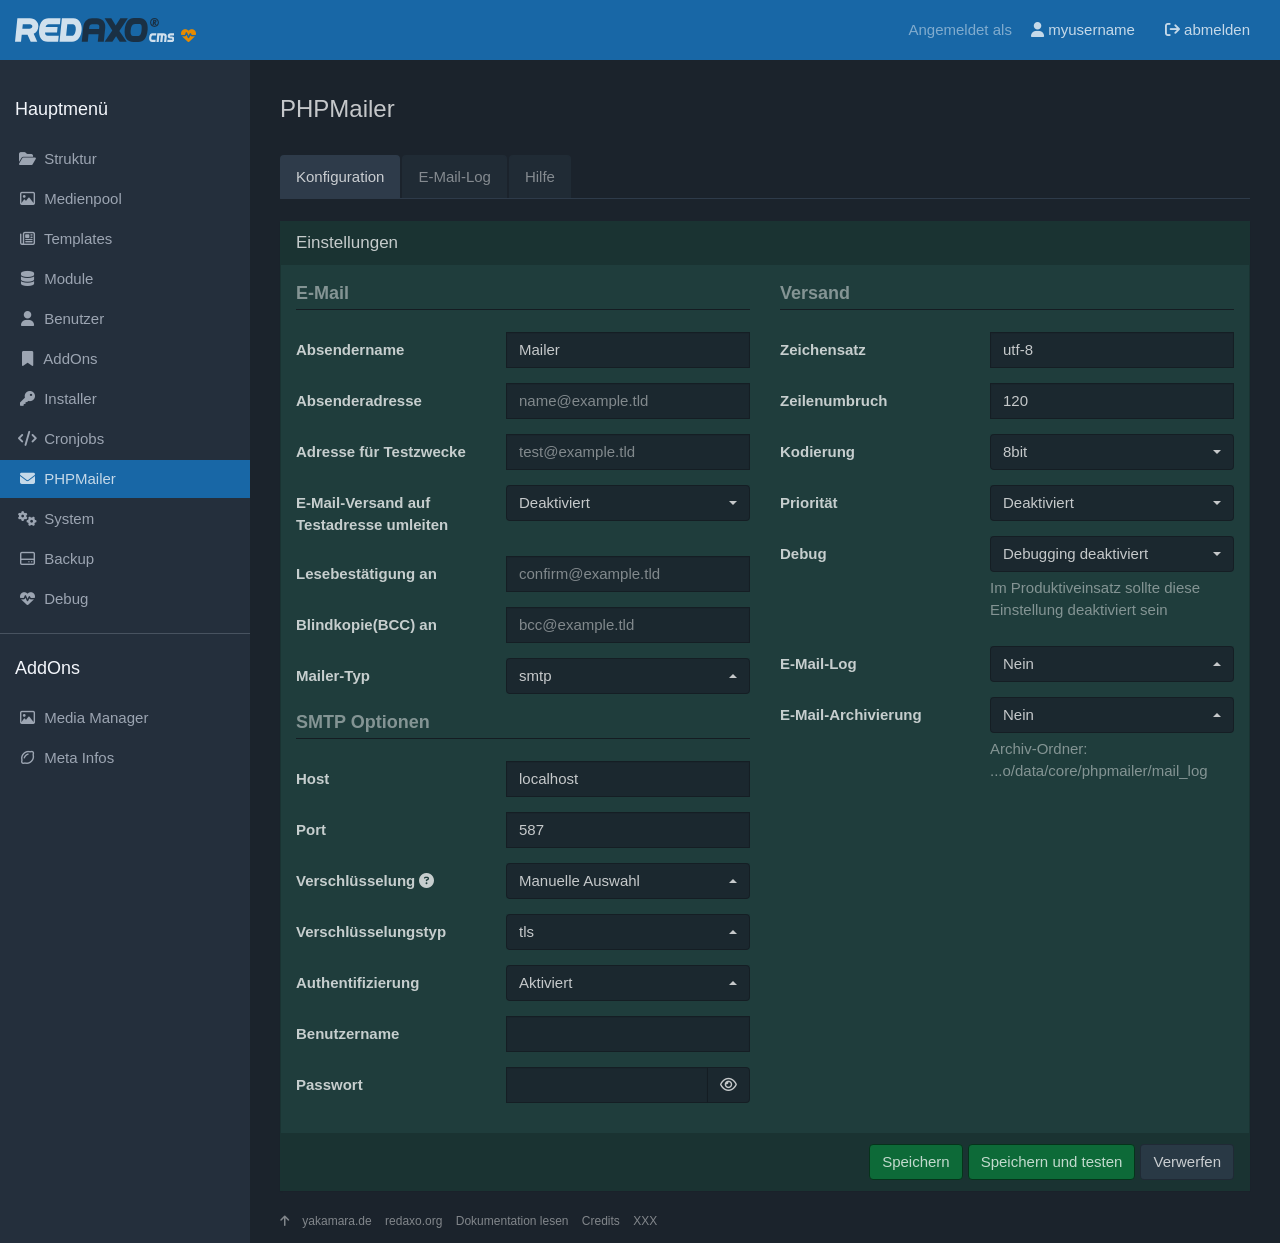 REDAXO® cms
Angemeldet als myusername abmelden
Hauptmenü
Struktur
Medienpool
Templates
Module
Benutzer
AddOns
Installer
Cronjobs
PHPMailer
System
Backup
Debug
AddOns
Media Manager
Meta Infos
PHPMailer
Konfiguration E-Mail-Log Hilfe
Einstellungen
E-Mail
Absendername Mailer
Absenderadresse name@example.tld
Adresse für Testzwecke test@example.tld
E-Mail-Versand auf Deaktiviert
Testadresse umleiten
Lesebestätigung an confirm@example.tld
Blindkopie(BCC) an bcc@example.tld
Mailer-Typ smtp
SMTP Optionen
Host localhost
Port 587
Verschlüsselung ? Manuelle Auswahl
Verschlüsselungstyp tls
Authentifizierung Aktiviert
Benutzername
Passwort
Versand
Zeichensatz utf-8
Zeilenumbruch 120
Kodierung 8bit
Priorität Deaktiviert
Debug Debugging deaktiviert
Im Produktiveinsatz sollte diese
Einstellung deaktiviert sein
E-Mail-Log Nein
E-Mail-Archivierung Nein
Archiv-Ordner:
...o/data/core/phpmailer/mail_log
Speichern Speichern und testen Verwerfen
yakamara.de redaxo.org Dokumentation lesen Credits XXX